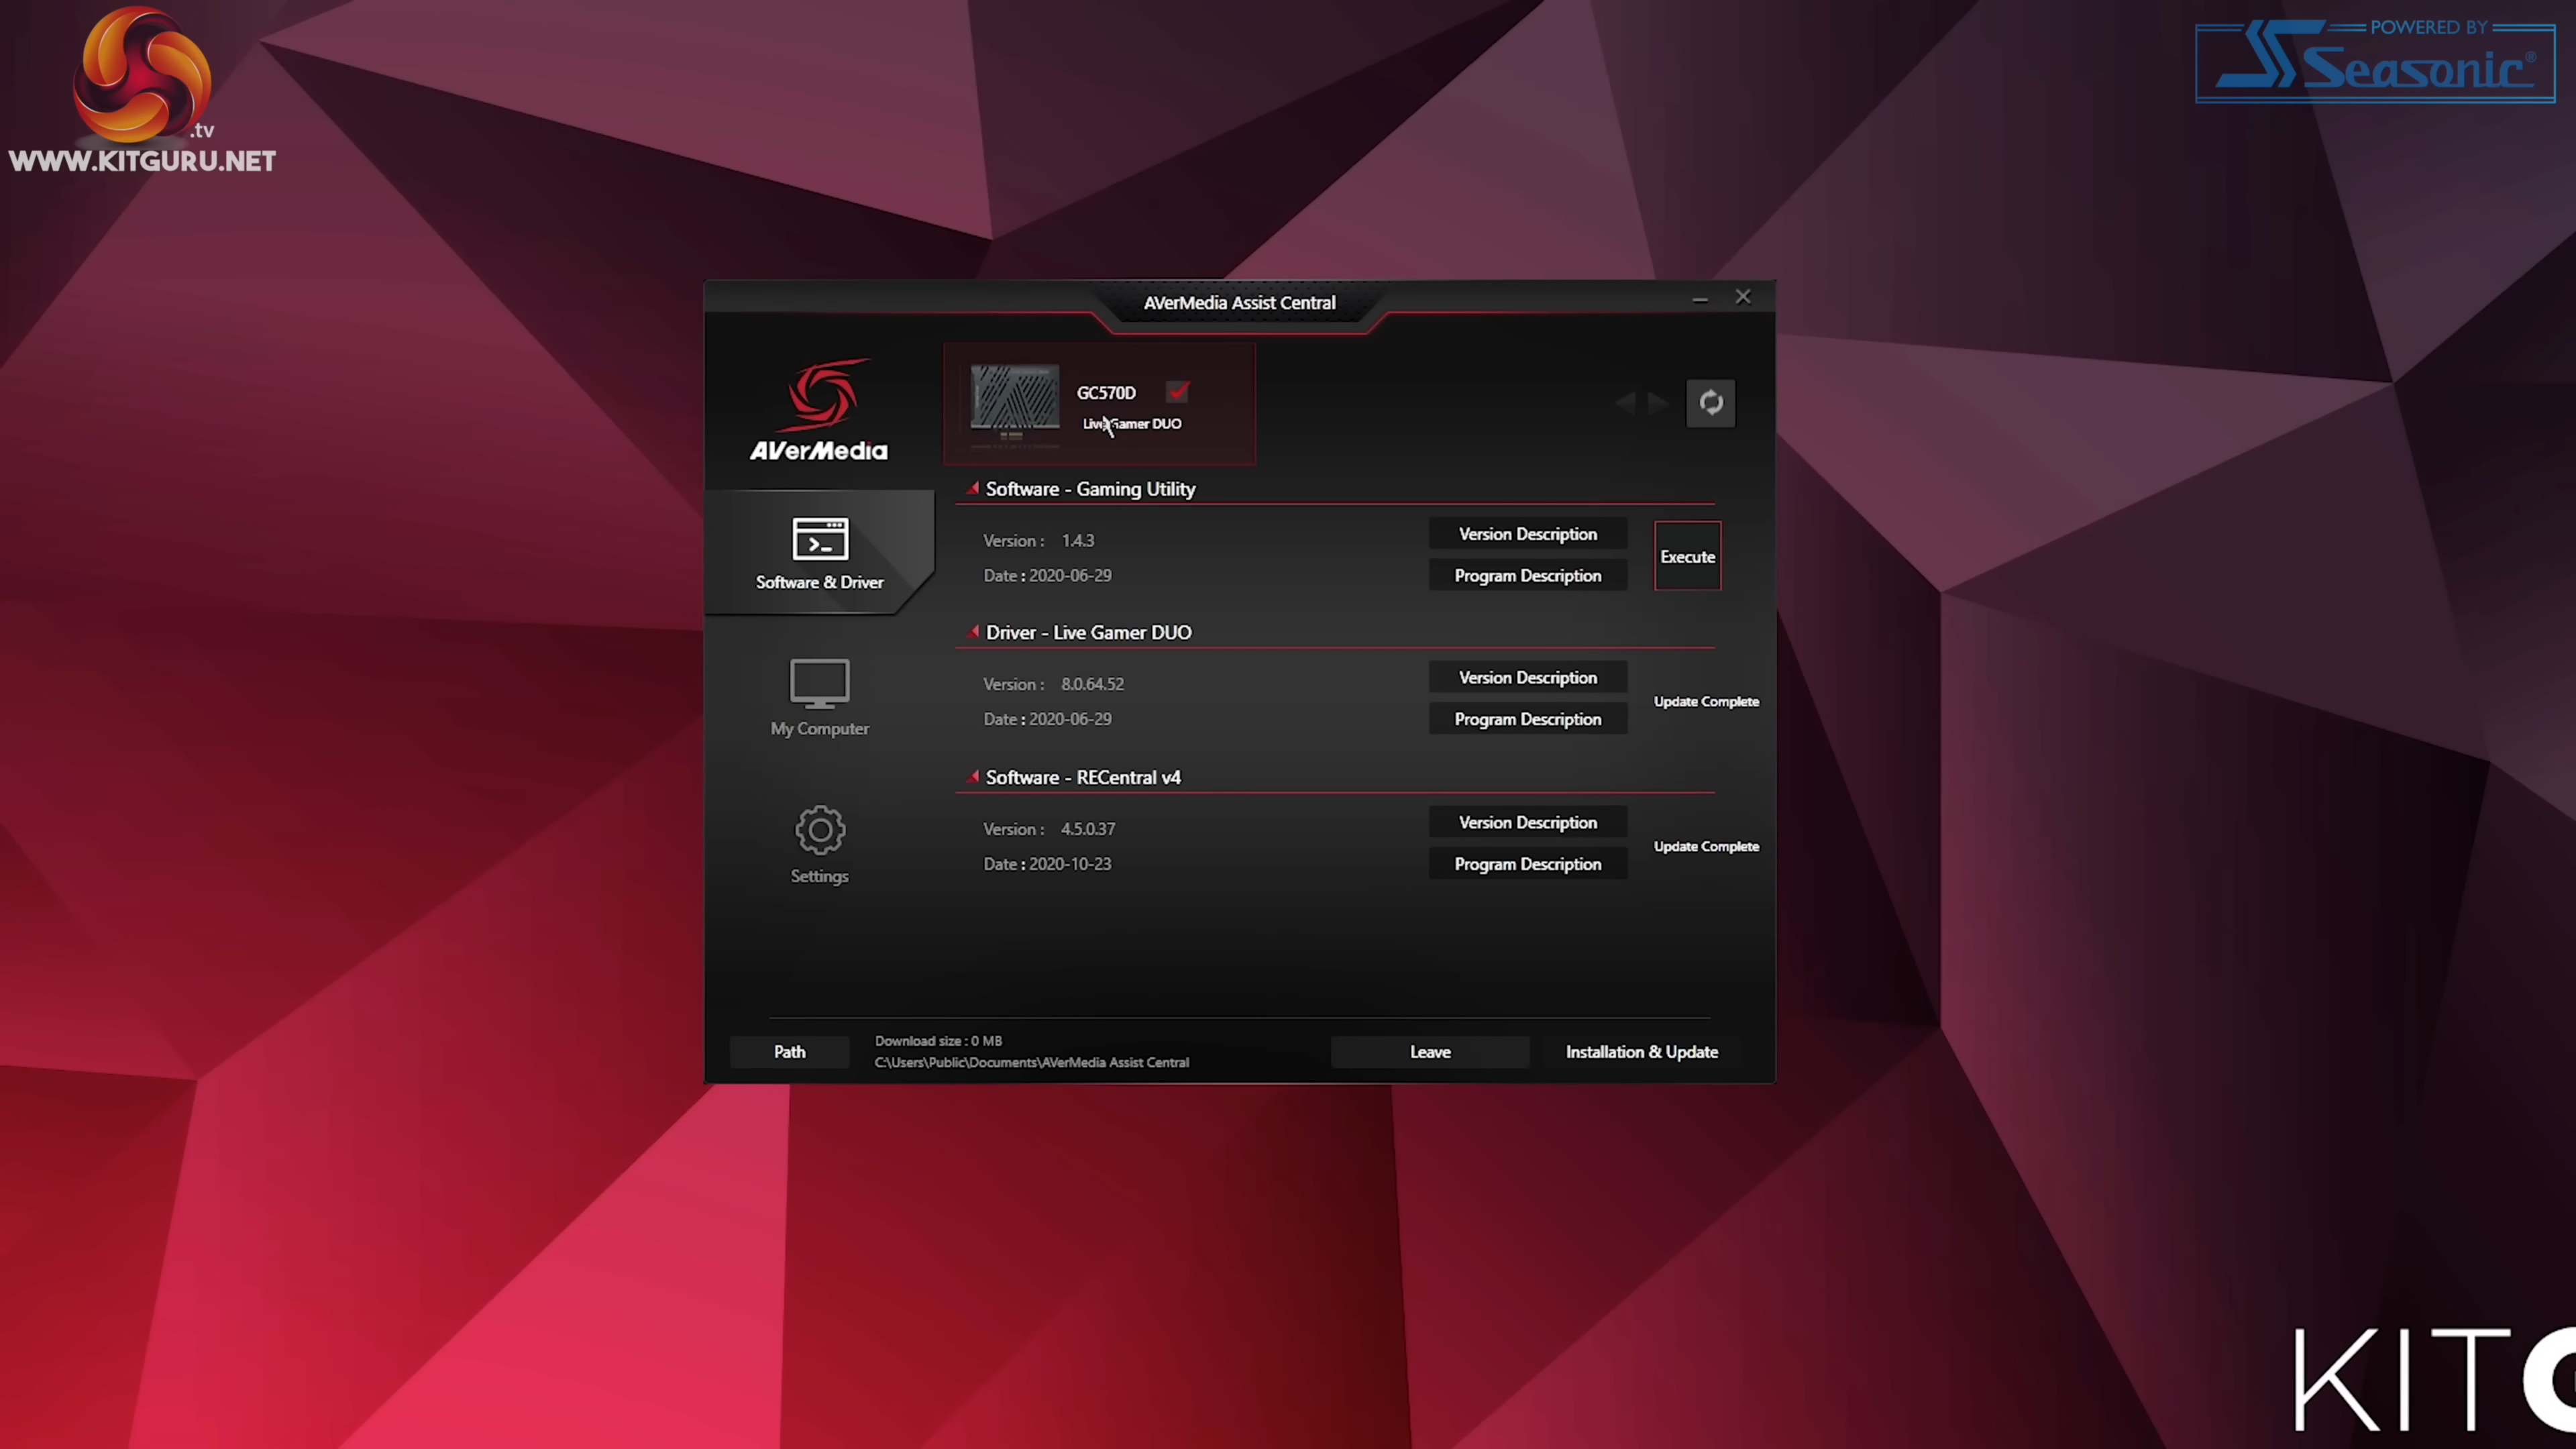 .tv
WWW.KITGURU.NET
POWERED BY
Seasonic®
AVerMedia Assist Central
AVerMedia
GC570D
Live Gamer DUO
Software - Gaming Utility
Version : 1.4.3
Date : 2020-06-29
Version Description
Program Description
Execute
Software & Driver
Driver - Live Gamer DUO
Version : 8.0.64.52
Date : 2020-06-29
Version Description
Program Description
Update Complete
My Computer
Software - RECentral v4
Version : 4.5.0.37
Date : 2020-10-23
Version Description
Program Description
Update Complete
Settings
Path
Download size : 0 MB
C:\Users\Public\Documents\AVerMedia Assist Central
Leave
Installation & Update
KITG